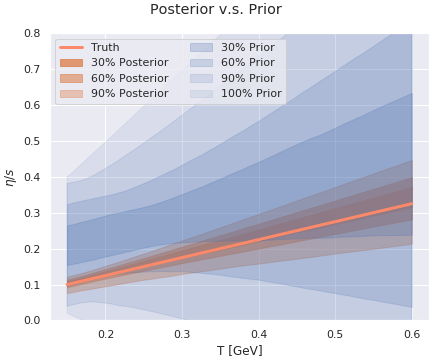 Posterior v.s. Prior
0.8
0.7
0.6
0.5
0.4
0.3
0.2
0.1
0.0
η/s
Truth
30% Posterior
60% Posterior
90% Posterior
30% Prior
60% Prior
90% Prior
100% Prior
0.2
0.3
0.4
0.5
0.6
T [GeV]